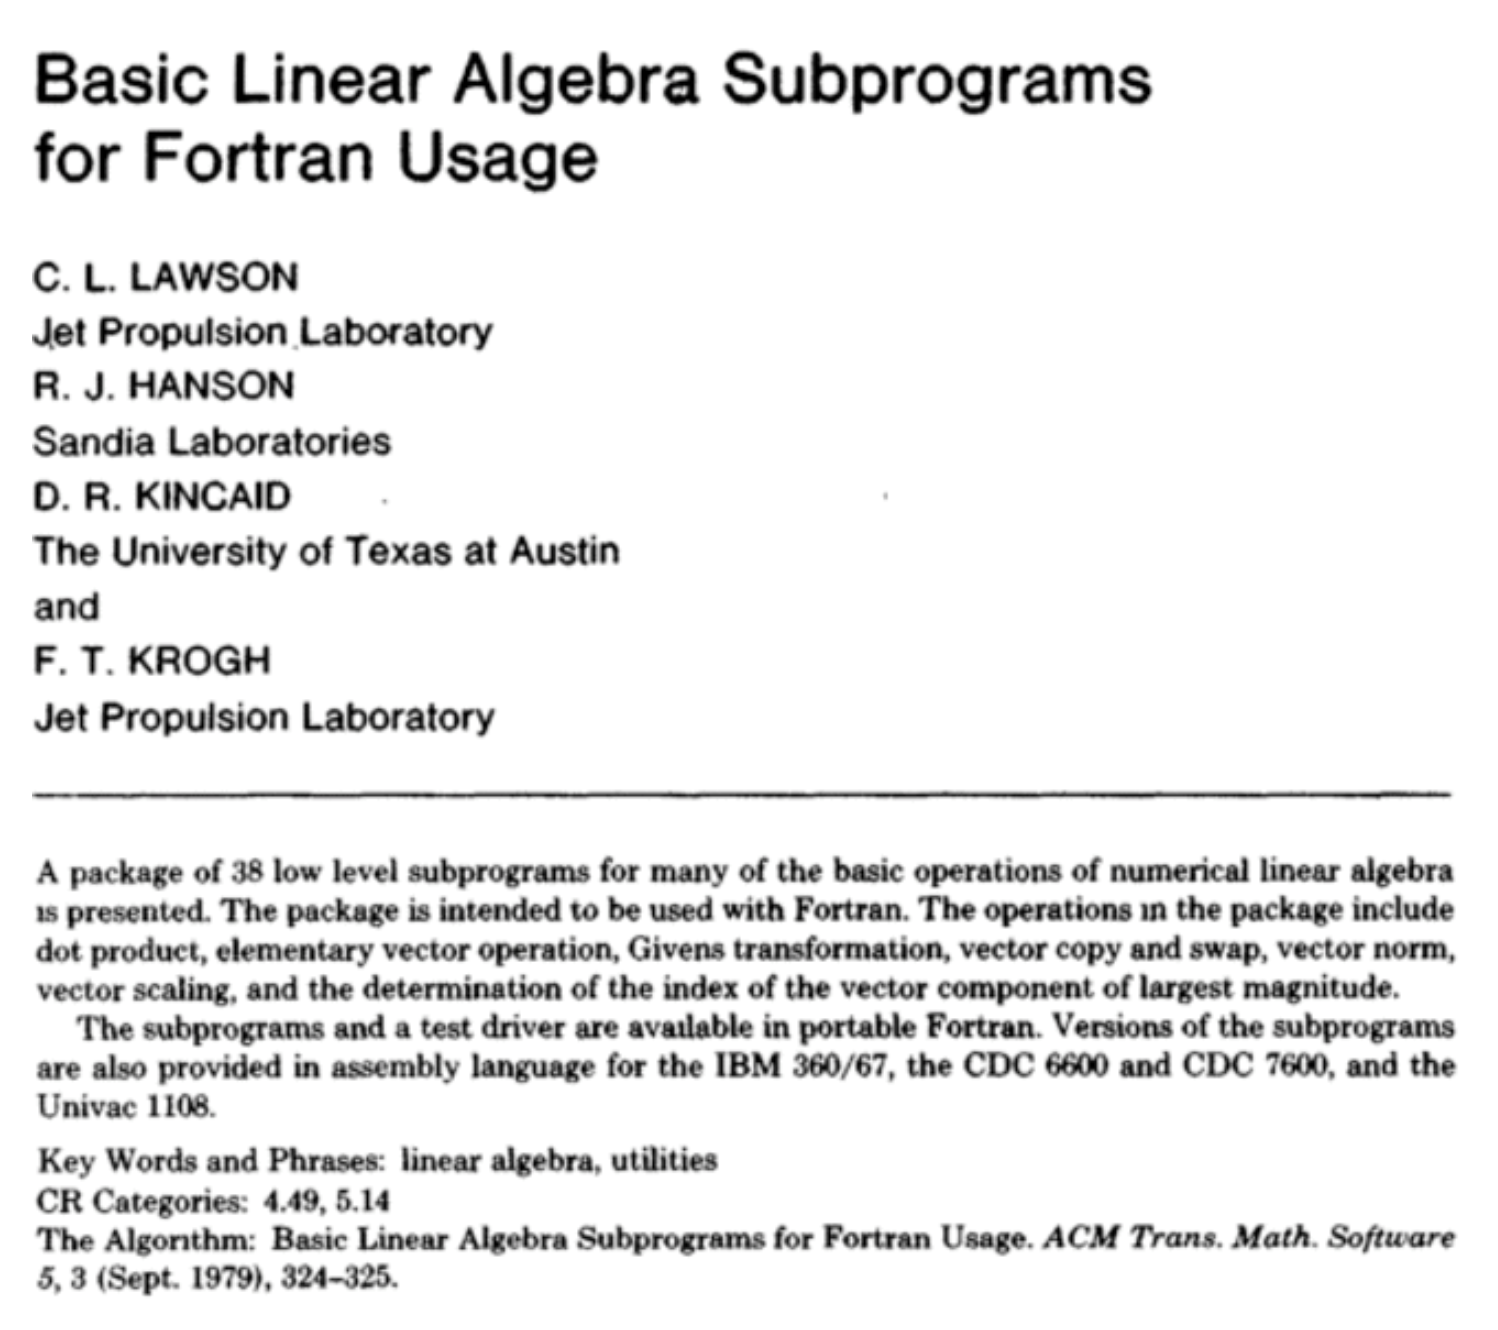 Basic Linear Algebra Subprograms
for Fortran Usage
C. L. LAWSON
Jet Propulsion Laboratory
R. J. HANSON
Sandia Laboratories
D. R. KINCAID
The University of Texas at Austin
and
F. T. KROGH
Jet Propulsion Laboratory
A package of 38 low level subprograms for many of the basic operations of numerical linear algebra
is presented. The package is intended to be used with Fortran. The operations in the package include
dot product, elementary vector operation, Givens transformation, vector copy and swap, vector norm,
vector scaling, and the determination of the index of the vector component of largest magnitude.
The subprograms and a test driver are available in portable Fortran. Versions of the subprograms
are also provided in assembly language for the IBM 360/67, the CDC 6600 and CDC 7600, and the
Univac 1108.
Key Words and Phrases: linear algebra, utilities
CR Categories: 4.49, 5.14
The Algorithm: Basic Linear Algebra Subprograms for Fortran Usage. ACM Trans. Math. Software
5, 3 (Sept. 1979), 324–325.